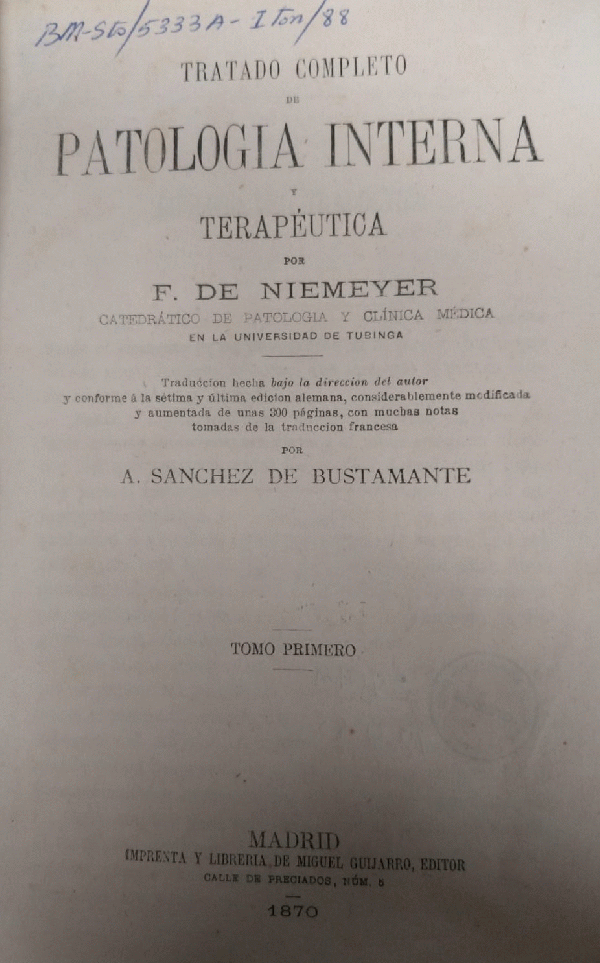 BM-Sto/5333A-I Ton/88
TRATADO COMPLETO
DE
PATOLOGIA INTERNA
Y
TERAPÉUTICA
POR
F. DE NIEMEYER
CATEDRÁTICO DE PATOLOGIA Y CLÍNICA MÉDICA
EN LA UNIVERSIDAD DE TUBINGA
Traduccion hecha bajo la direccion del autor
y conforme á la sétima y última edicion alemana, considerablemente modificada
y aumentada de unas 300 páginas, con muchas notas
tomadas de la traduccion francesa
POR
A. SANCHEZ DE BUSTAMANTE
TOMO PRIMERO
MADRID
IMPRENTA Y LIBRERIA DE MIGUEL GUIJARRO, EDITOR
CALLE DE PRECIADOS, NÚM. 5
1870